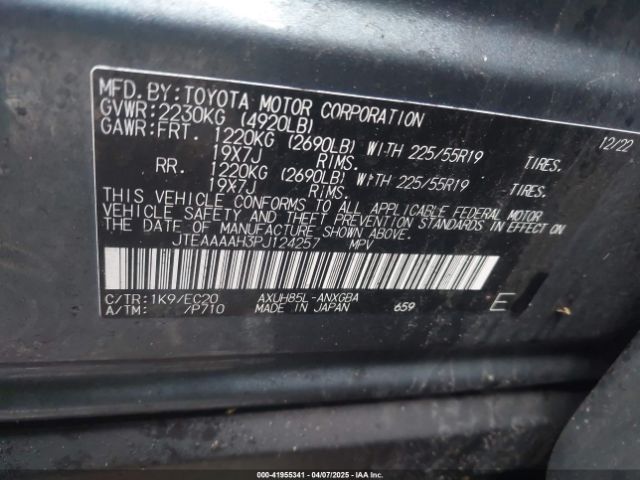 MFD. BY: TOYOTA MOTOR CORPORATION 12/22
GVWR: 2230KG (4920LB)
GAWR: FRT. 1220KG (2690LB) WITH 225/55R19 TIRES.
19X7J RIMS.
RR. 1220KG (2690LB) WITH 225/55R19 TIRES.
19X7J RIMS.
THIS VEHICLE CONFORMS TO ALL APPLICABLE FEDERAL MOTOR
VEHICLE SAFETY AND THEFT PREVENTION STANDARDS IN EFFECT ON
THE DATE OF MANUFACTURE SHOWN ABOVE.
JTEAAAAH3PJ124257 MPV
C/TR: 1K9/EC20 AXUH85L-ANXGBA
A/TM: /P710 MADE IN JAPAN 659 E
000-41955341 - 04/07/2025 - IAAI.COM